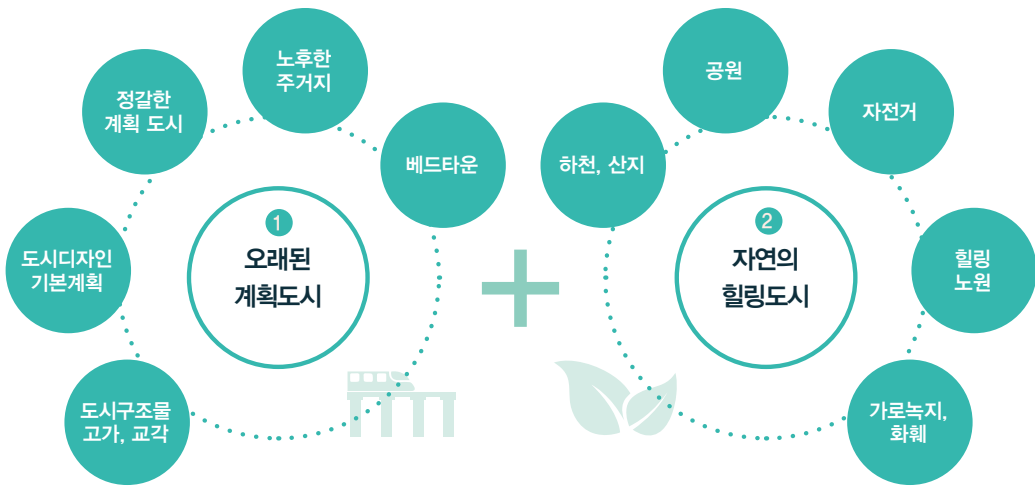 노후한
주거지
정갈한
계획 도시
베드타운
도시디자인
기본계획
도시구조물
고가, 교각
1
오래된
계획도시
공원
자전거
하천, 산지
힐링
노원
가로녹지,
화훼
2
자연의
힐링도시